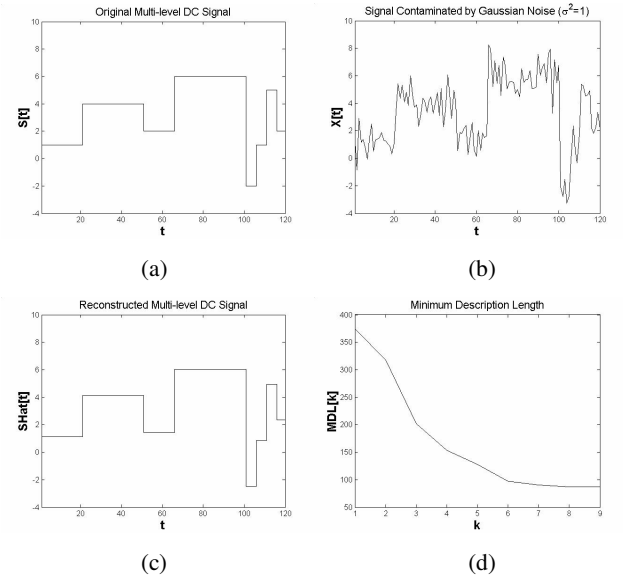 Original Multi-level DC Signal
10
8
6
4
2
0
-2
-4
0 20 40 60 80 100 120
S[t]
t
(a)
Signal Contaminated by Gaussian Noise (σ²=1)
10
8
6
4
2
0
-2
-4
20 40 60 80 100 120
X[t]
t
(b)
Reconstructed Multi-level DC Signal
10
8
6
4
2
0
-2
-4
0 20 40 60 80 100 120
SHat[t]
t
(c)
Minimum Description Length
400
350
300
250
200
150
100
50
1 2 3 4 5 6 7 8 9
MDL[k]
k
(d)